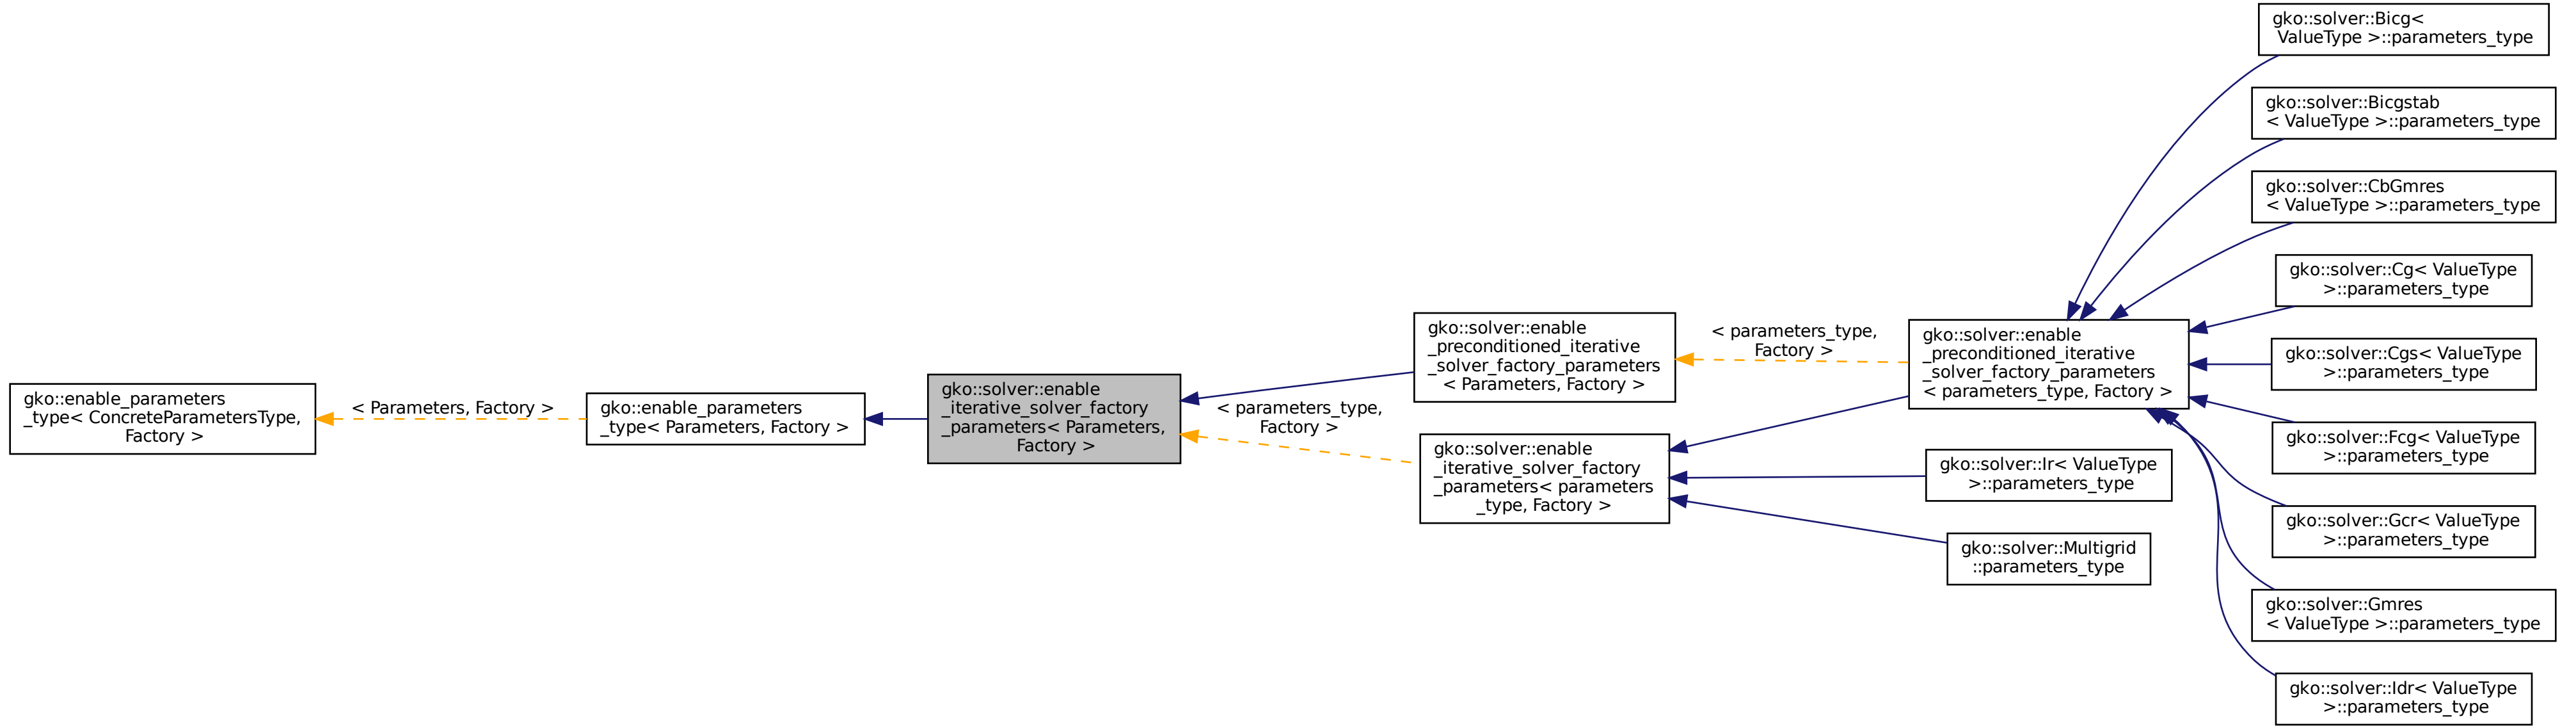 gko::enable_parameters
_type< ConcreteParametersType,
Factory >
< Parameters, Factory >
gko::enable_parameters
_type< Parameters, Factory >
gko::solver::enable
_iterative_solver_factory
_parameters< Parameters,
Factory >
< parameters_type,
Factory >
gko::solver::enable
_preconditioned_iterative
_solver_factory_parameters
< Parameters, Factory >
gko::solver::enable
_iterative_solver_factory
_parameters< parameters
_type, Factory >
< parameters_type,
Factory >
gko::solver::enable
_preconditioned_iterative
_solver_factory_parameters
< parameters_type, Factory >
gko::solver::Ir< ValueType
>::parameters_type
gko::solver::Multigrid
::parameters_type
gko::solver::Bicg<
ValueType >::parameters_type
gko::solver::Bicgstab
< ValueType >::parameters_type
gko::solver::CbGmres
< ValueType >::parameters_type
gko::solver::Cg< ValueType
>::parameters_type
gko::solver::Cgs< ValueType
>::parameters_type
gko::solver::Fcg< ValueType
>::parameters_type
gko::solver::Gcr< ValueType
>::parameters_type
gko::solver::Gmres
< ValueType >::parameters_type
gko::solver::Idr< ValueType
>::parameters_type